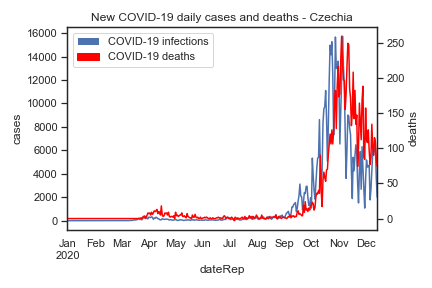 New COVID-19 daily cases and deaths - Czechia
COVID-19 infections
COVID-19 deaths
16000
14000
12000
10000
8000
6000
4000
2000
0
cases
250
200
150
100
50
0
deaths
Jan Feb Mar Apr May Jun Jul Aug Sep Oct Nov Dec
2020
dateRep